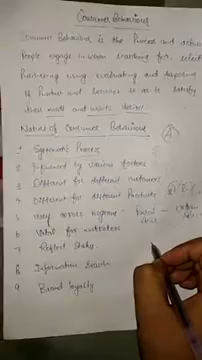 Consumer Behaviour
Consumer Behaviour is the Process and
People engage in when searching for, select
Purchasing using evaluating and disposing
of Product and Services so as to satisfy
their needs and wants desire
Nature of Consumer Behaviour
1 Systematic Process
2 Influenced by various factors
3 Different for different customers
4 Different for different Products
5 Vary across regions Rural
6 Vital for marketers
7 Reflect Status
8 Information Search
9 Brand loyalty